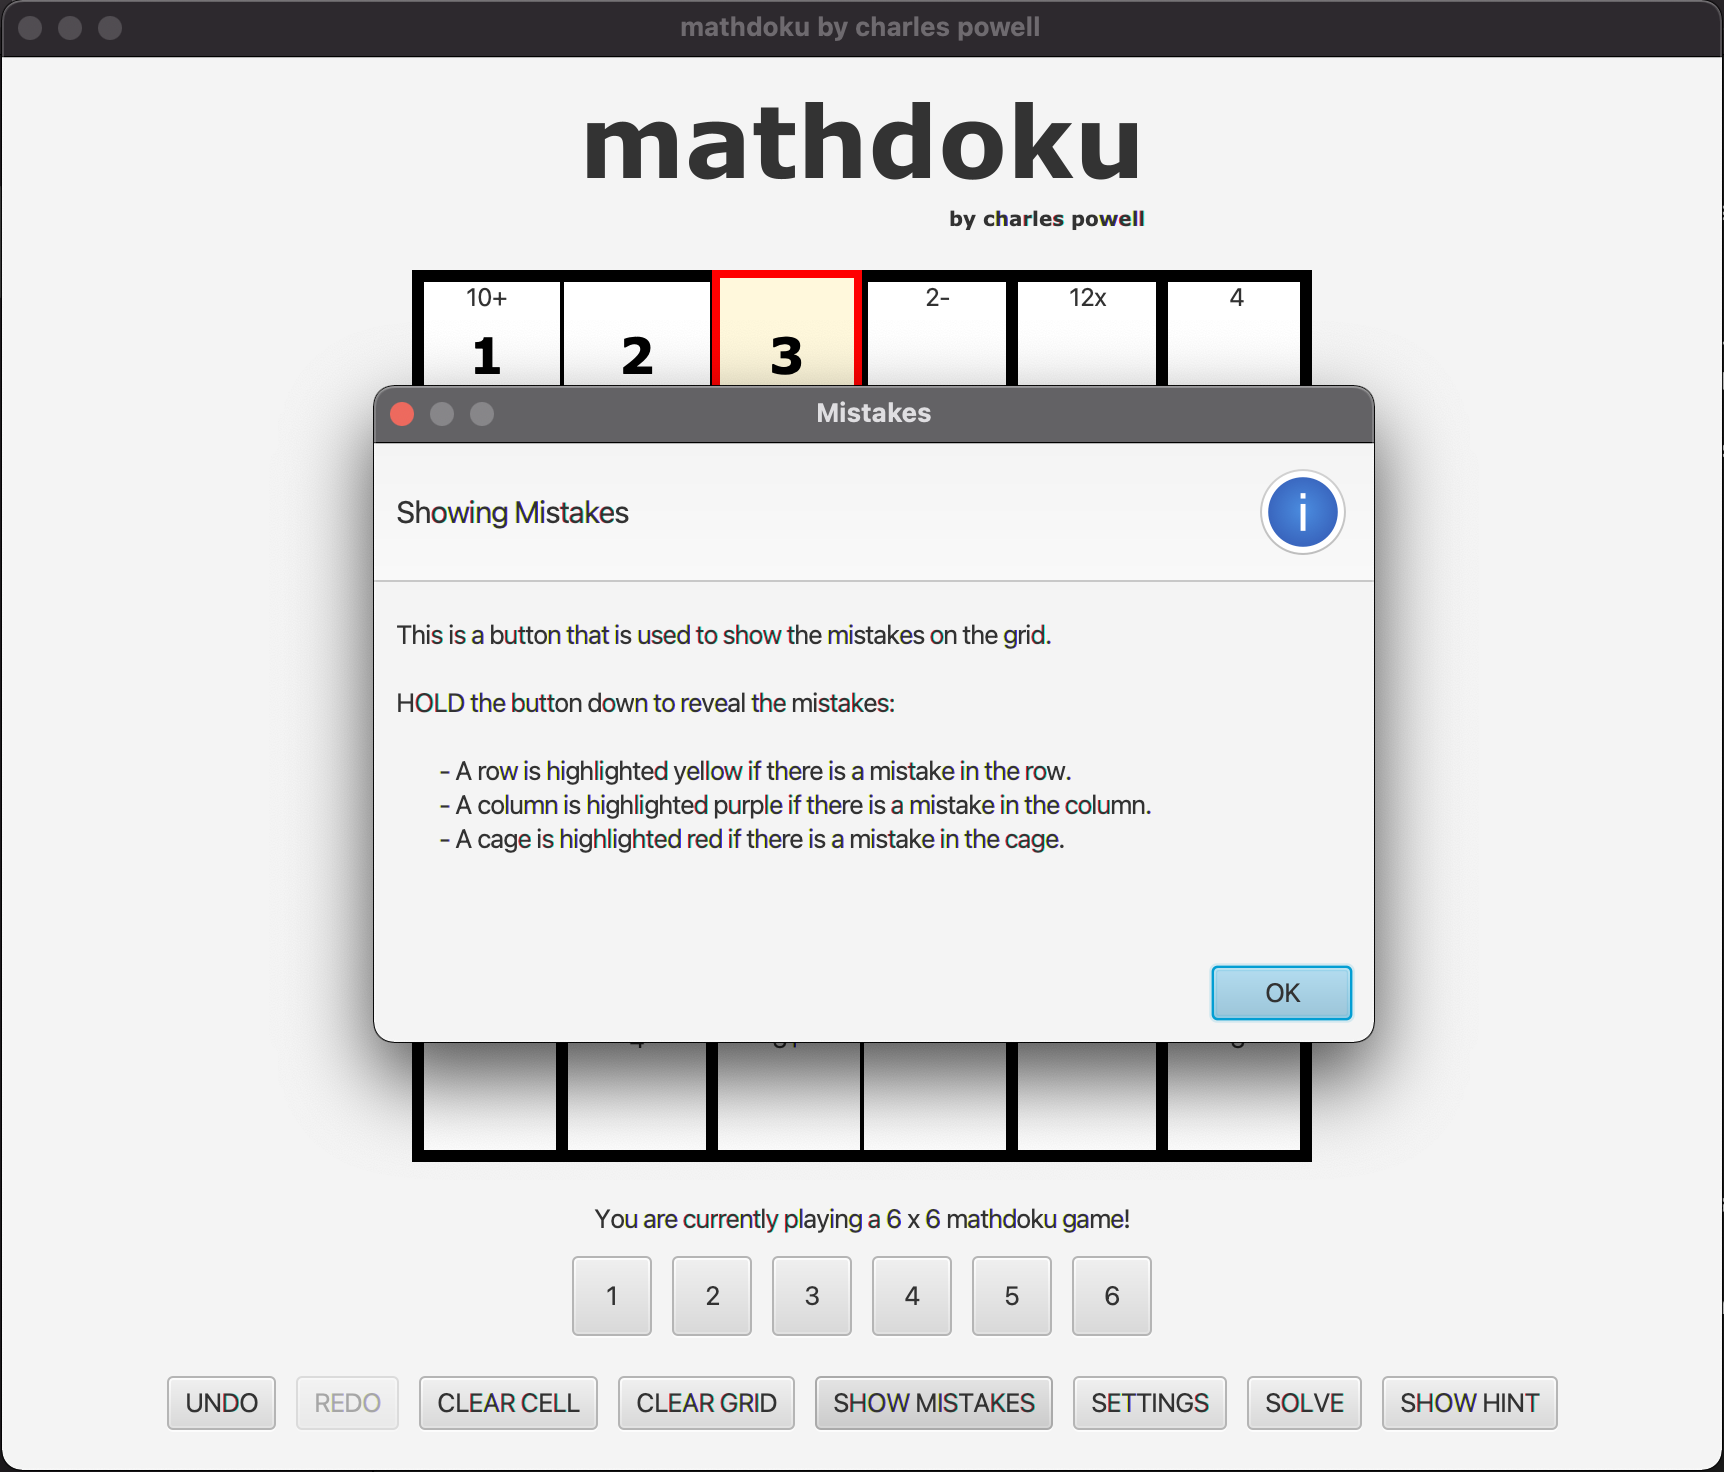 mathdoku by charles powell
mathdoku
by charles powell
10+ 2- 12x 4
1 2 3
Mistakes
Showing Mistakes
i
This is a button that is used to show the mistakes on the grid.
HOLD the button down to reveal the mistakes:
- A row is highlighted yellow if there is a mistake in the row.
- A column is highlighted purple if there is a mistake in the column.
- A cage is highlighted red if there is a mistake in the cage.
OK
You are currently playing a 6 x 6 mathdoku game!
1 2 3 4 5 6
UNDO REDO CLEAR CELL CLEAR GRID SHOW MISTAKES SETTINGS SOLVE SHOW HINT